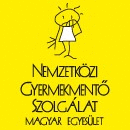 Nemzetközi
Gyermekmentő
Szolgálat
Magyar Egyesület